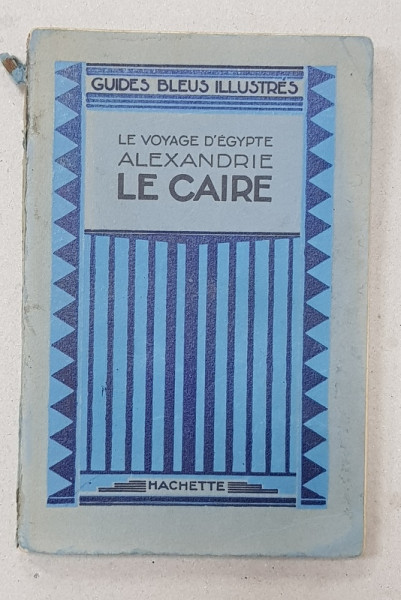 GUIDES BLEUS ILLUSTRÉS
LE VOYAGE D'ÉGYPTE
ALEXANDRIE
LE CAIRE
HACHETTE